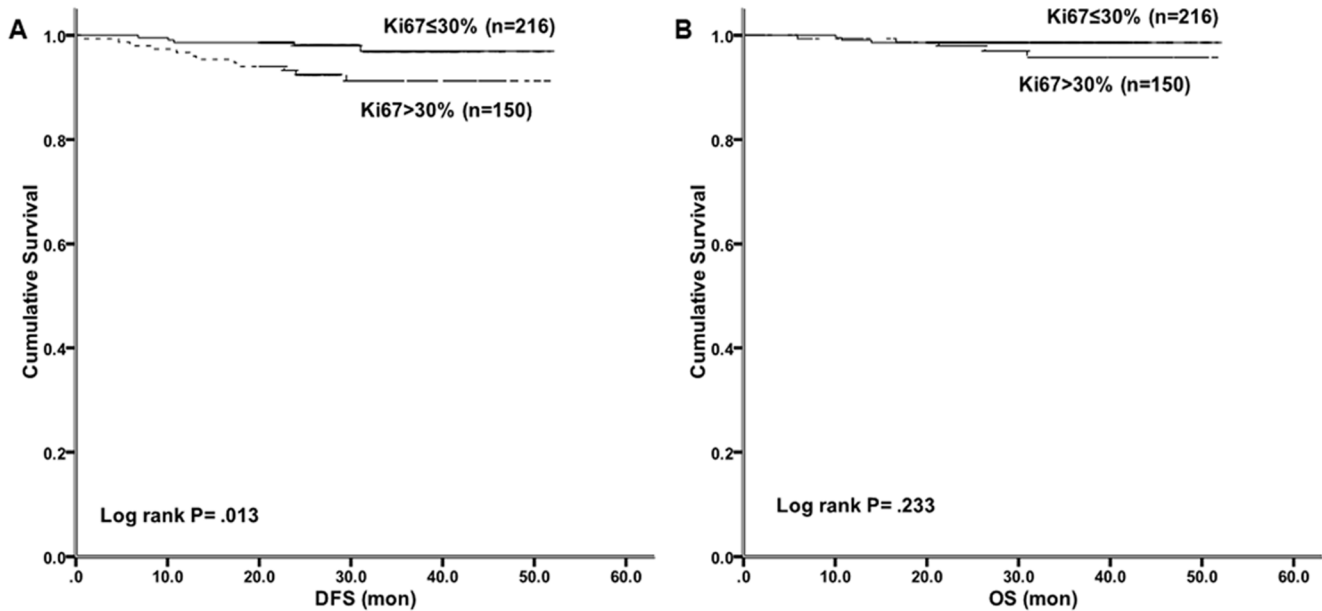 A
Ki67≤30% (n=216)
Ki67>30% (n=150)
Cumulative Survival
1.0
0.8
0.6
0.4
0.2
0.0
Log rank P= .013
.0 10.0 20.0 30.0 40.0 50.0 60.0
DFS (mon)
B
Ki67≤30% (n=216)
Ki67>30% (n=150)
Cumulative Survival
1.0
0.8
0.6
0.4
0.2
0.0
Log rank P= .233
.0 10.0 20.0 30.0 40.0 50.0 60.0
OS (mon)